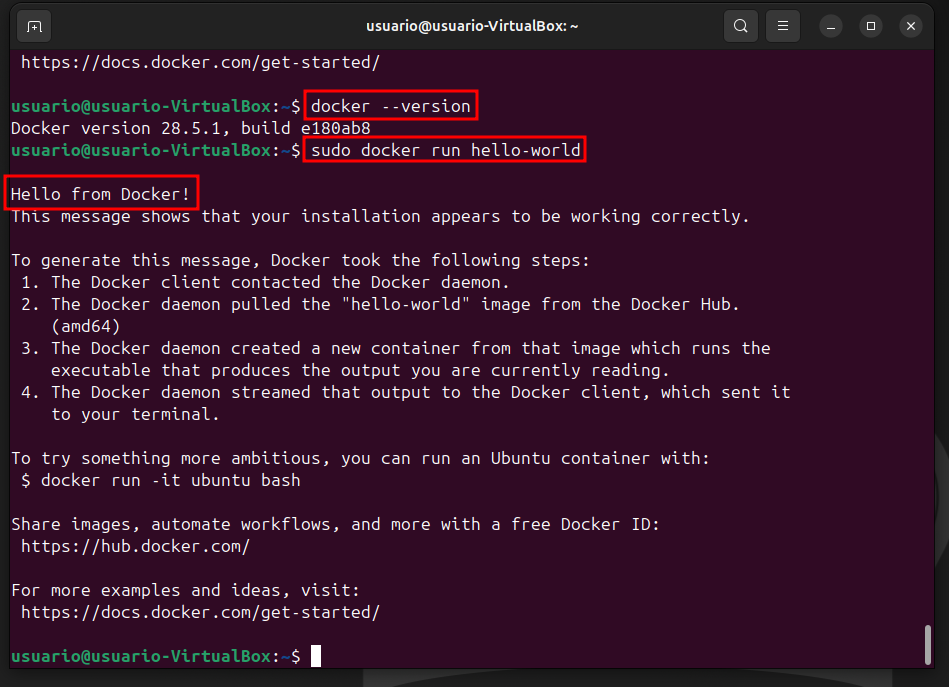 usuario@usuario-VirtualBox: ~
https://docs.docker.com/get-started/
usuario@usuario-VirtualBox:~$ docker --version
Docker version 28.5.1, build e180ab8
usuario@usuario-VirtualBox:~$ sudo docker run hello-world
Hello from Docker!
This message shows that your installation appears to be working correctly.
To generate this message, Docker took the following steps:
1. The Docker client contacted the Docker daemon.
2. The Docker daemon pulled the "hello-world" image from the Docker Hub.
(amd64)
3. The Docker daemon created a new container from that image which runs the
executable that produces the output you are currently reading.
4. The Docker daemon streamed that output to the Docker client, which sent it
to your terminal.
To try something more ambitious, you can run an Ubuntu container with:
$ docker run -it ubuntu bash
Share images, automate workflows, and more with a free Docker ID:
https://hub.docker.com/
For more examples and ideas, visit:
https://docs.docker.com/get-started/
usuario@usuario-VirtualBox:~$